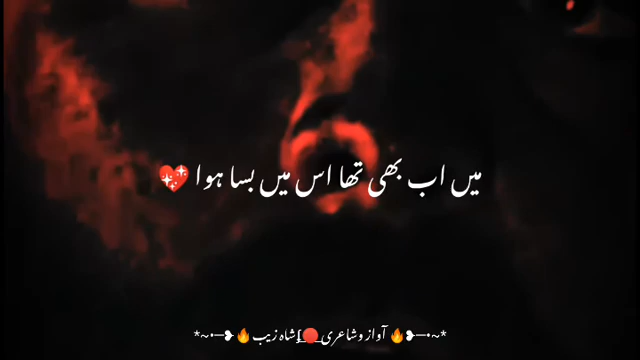 میں اب بھی تھا اس میں بسا ہوا 💖
*~•─❥🔥آواز و شاعری 🔴 شاہ زیب🔥❥─•~*